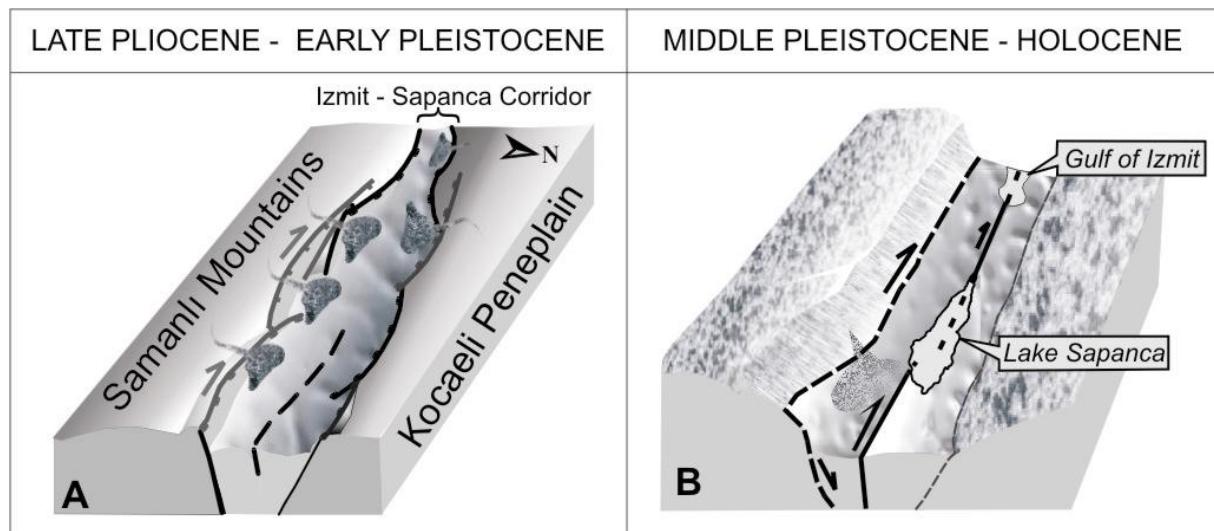 LATE PLIOCENE - EARLY PLEISTOCENE
MIDDLE PLEISTOCENE - HOLOCENE
Izmit - Sapanca Corridor
N
Samanlı Mountains
Kocaeli Peneplain
A
Gulf of Izmit
Lake Sapanca
B